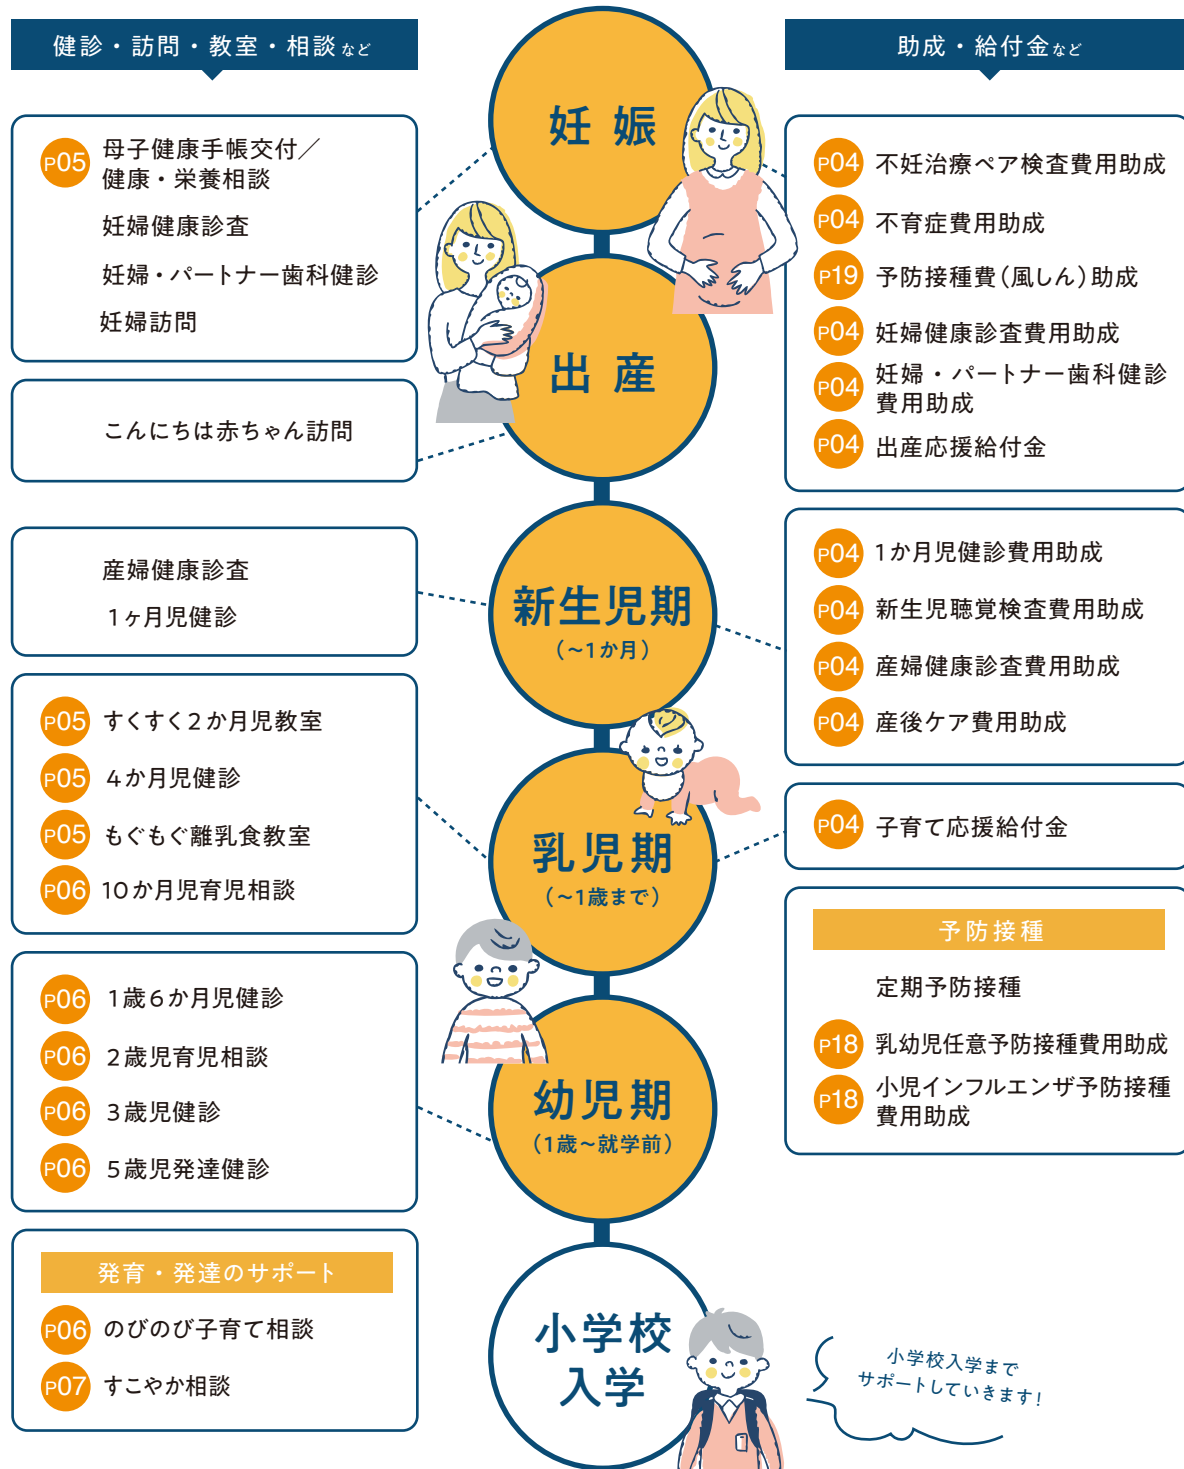 健診・訪問・教室・相談など
P05 母子健康手帳交付／
健康・栄養相談
妊婦健康診査
妊婦・パートナー歯科健診
妊婦訪問
こんにちは赤ちゃん訪問
産婦健康診査
1ヶ月児健診
P05 すくすく2か月児教室
P05 4か月児健診
P05 もぐもぐ離乳食教室
P06 10か月児育児相談
P06 1歳6か月児健診
P06 2歳児育児相談
P06 3歳児健診
P06 5歳児発達健診
発育・発達のサポート
P06 のびのび子育て相談
P07 すこやか相談
妊娠
出産
新生児期
（～1か月）
乳児期
（～1歳まで）
幼児期
（1歳～就学前）
小学校
入学
助成・給付金など
P04 不妊治療ペア検査費用助成
P04 不育症費用助成
P19 予防接種費（風しん）助成
P04 妊婦健康診査費用助成
P04 妊婦・パートナー歯科健診
費用助成
P04 出産応援給付金
P04 1か月児健診費用助成
P04 新生児聴覚検査費用助成
P04 産婦健康診査費用助成
P04 産後ケア費用助成
P04 子育て応援給付金
予防接種
定期予防接種
P18 乳幼児任意予防接種費用助成
P18 小児インフルエンザ予防接種
費用助成
小学校入学まで
サポートしていきます！